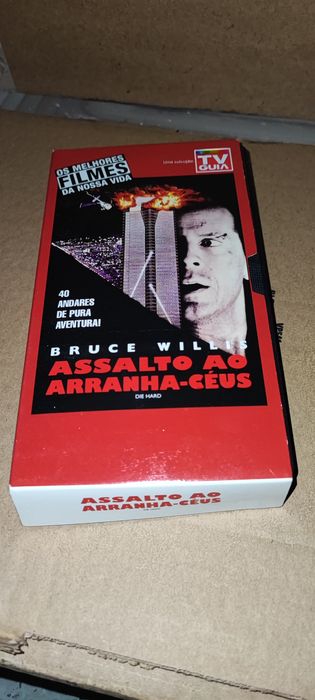 OS MELHORES
FILMES
DA NOSSA VIDA
Uma selecção
TV
GUIA
40
ANDARES
DE PURA
AVENTURA!
BRUCE WILLIS
ASSALTO AO
ARRANHA-CÉUS
DIE HARD
ASSALTO AO
ARRANHA-CÉUS